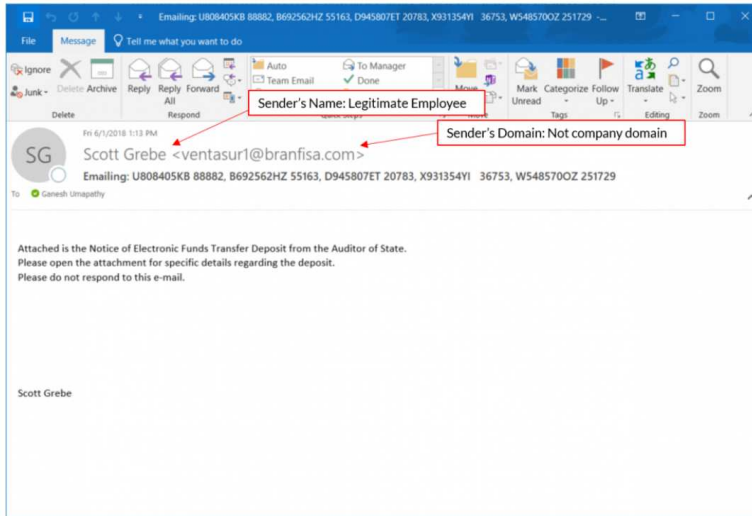 Emailing: U808405KB 88882, B692562HZ 55163, D945807ET 20783, X931354YI 36753, W548570OZ 251729 -...
File Message Tell me what you want to do
Ignore
Junk
Delete Archive
Reply Reply All Forward
Auto To Manager
Team Email Done
Move
Mark Unread Categorize Follow Up
Translate
Zoom
Delete Respond Tags Editing Zoom
Sender's Name: Legitimate Employee
Sender's Domain: Not company domain
Fri 6/1/2018 1:13 PM
SG
Scott Grebe <ventasur1@branfisa.com>
Emailing: U808405KB 88882, B692562HZ 55163, D945807ET 20783, X931354YI 36753, W548570OZ 251729
To Ganesh Umapathy
Attached is the Notice of Electronic Funds Transfer Deposit from the Auditor of State.
Please open the attachment for specific details regarding the deposit.
Please do not respond to this e-mail.
Scott Grebe